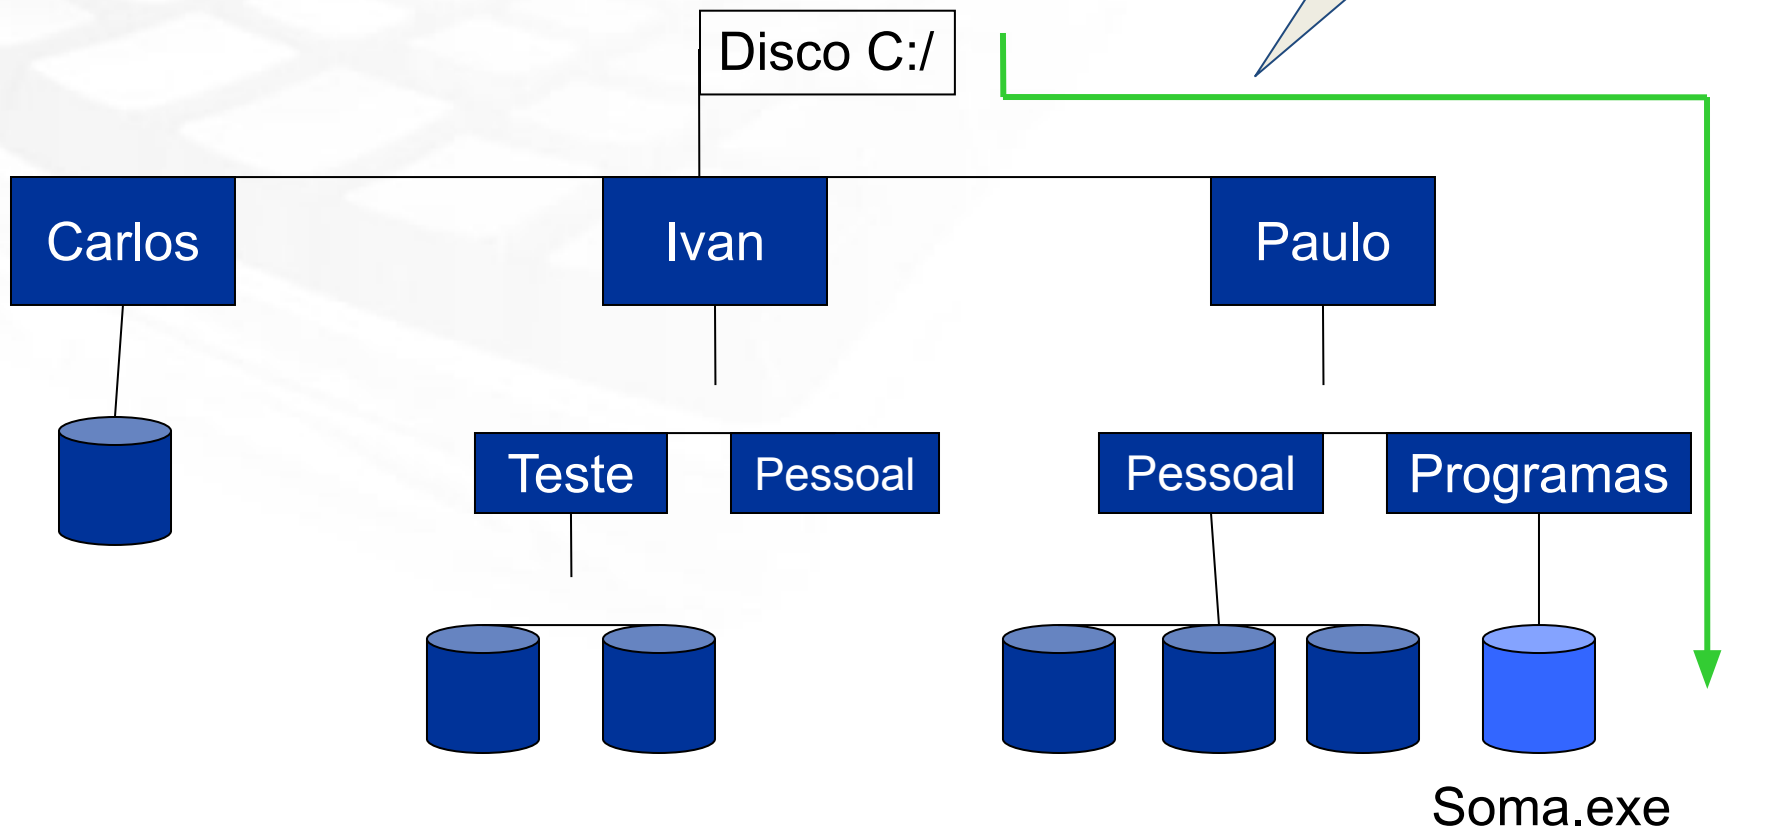 Disco C:/
Carlos
Ivan
Paulo
Teste
Pessoal
Pessoal
Programas
Soma.exe